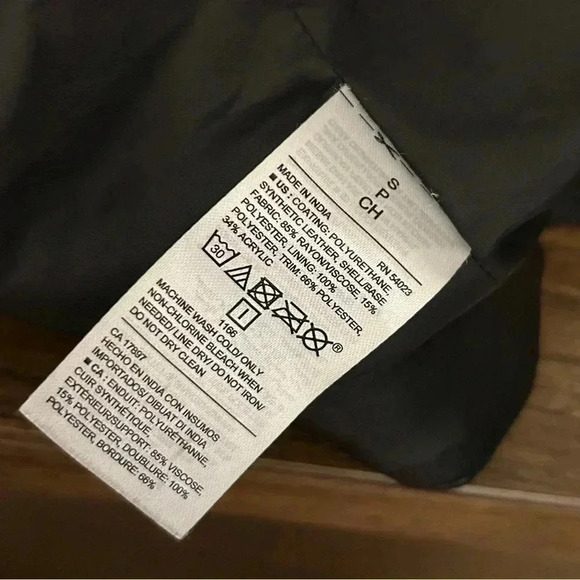 S
P
CH
RN 54023
MADE IN INDIA
■ US : COATING: POLYURETHANE,
SYNTHETIC LEATHER, SHELL/BASE
FABRIC: 85% RAYON/VISCOSE, 15%
POLYESTER, LINING: 100%
POLYESTER. TRIM: 66% POLYESTER,
34% ACRYLIC
30
1166
MACHINE WASH COLD/ ONLY
NON-CHLORINE BLEACH WHEN
NEEDED/ LINE DRY/ DO NOT IRON/
DO NOT DRY CLEAN
CA 17897
HECHO EN INDIA CON INSUMOS
IMPORTADOS/ DIBUAT DI INDIA
■ CA : ENDUIT: POLYURÉTHANNE,
CUIR SYNTHÉTIQUE,
EXTÉRIEUR/SUPPORT: 85% VISCOSE,
15% POLYESTER, DOUBLURE: 100%
POLYESTER, BORDURE: 66%